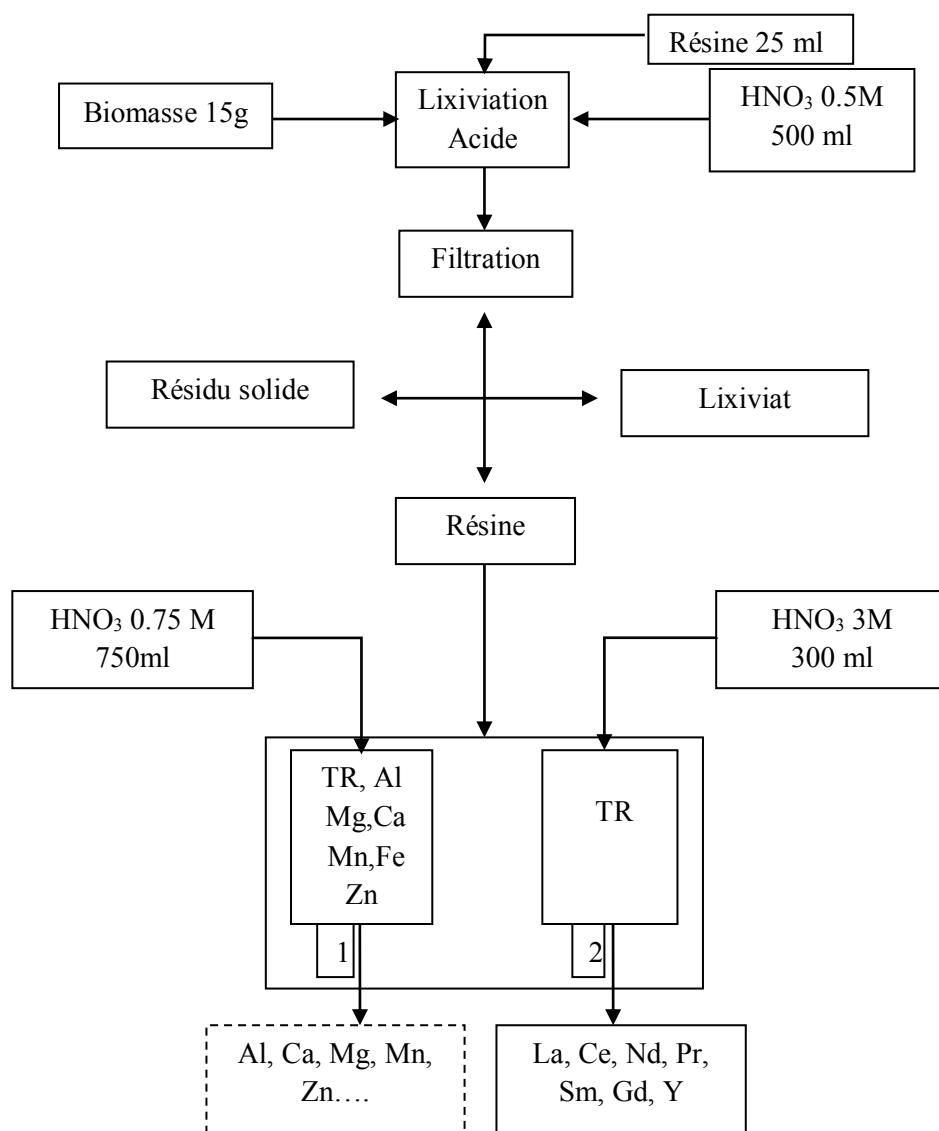 Résine 25 ml
Biomasse 15g
Lixiviation
Acide
HNO₃ 0.5M
500 ml
Filtration
Résidu solide
Lixiviat
Résine
HNO₃ 0.75 M
750ml
HNO₃ 3M
300 ml
TR, Al
Mg,Ca
Mn,Fe
Zn
TR
1
2
Al, Ca, Mg, Mn,
Zn….
La, Ce, Nd, Pr,
Sm, Gd, Y